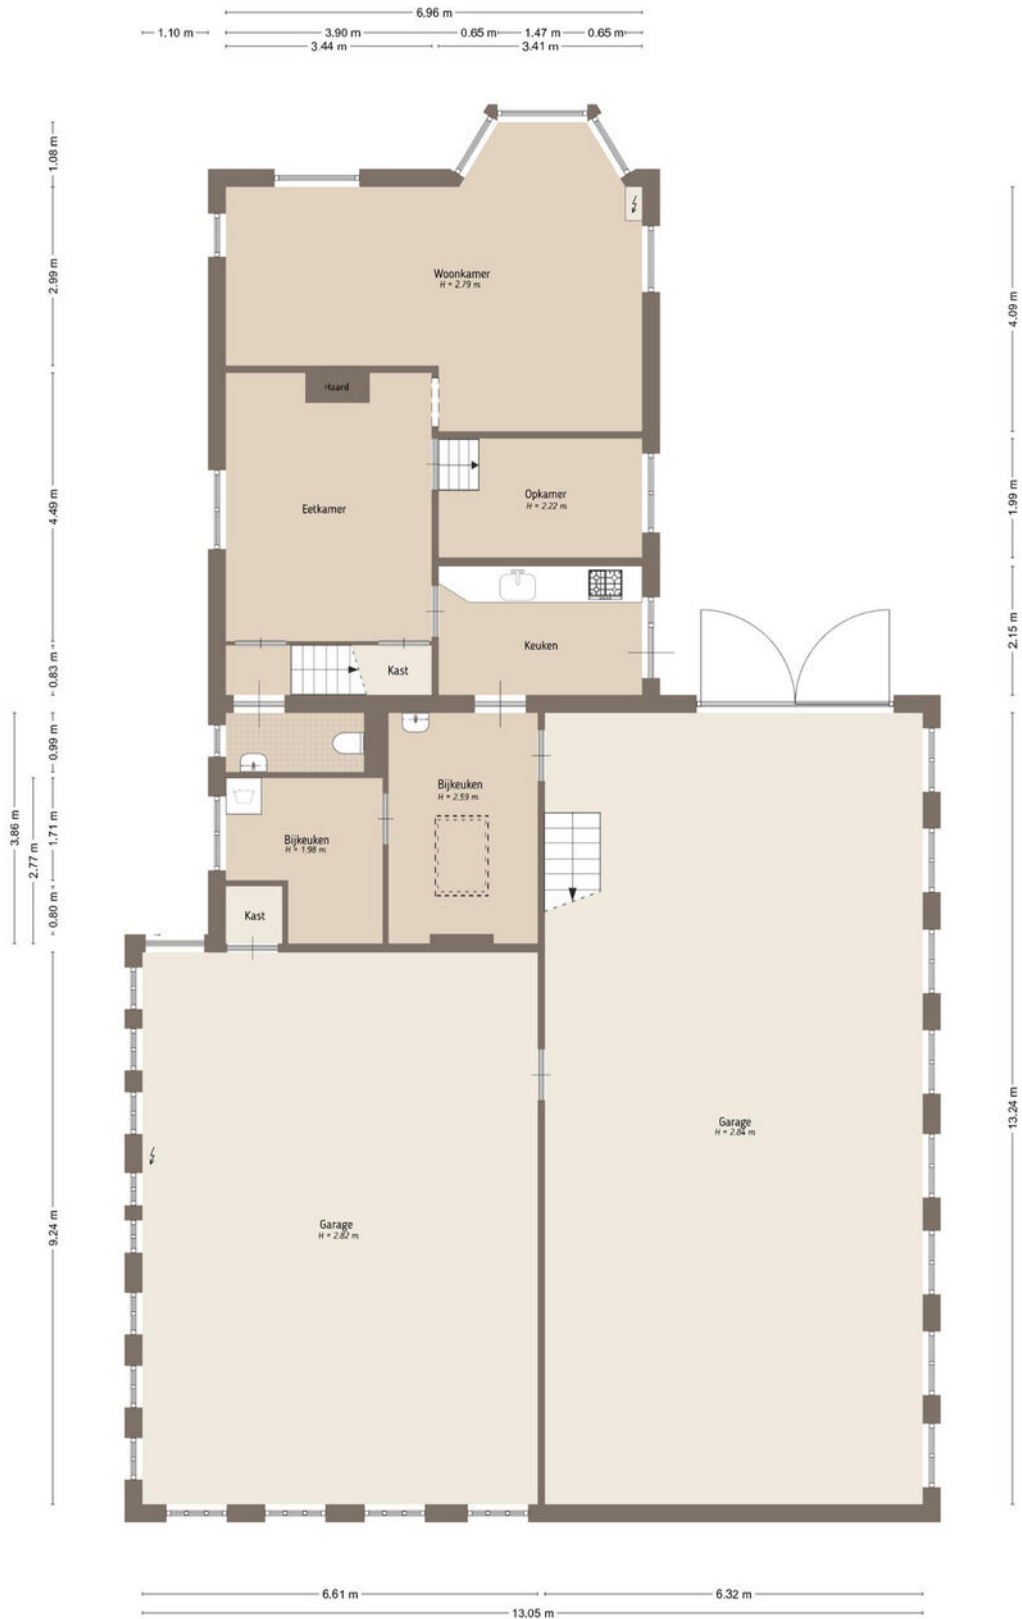 6.96 m
1.10 m
3.90 m
0.65 m
1.47 m
0.65 m
3.44 m
3.41 m
1.08 m
2.99 m
4.09 m
Woonkamer
H = 2.79 m
Haard
4.49 m
Eetkamer
Opkamer
H = 2.22 m
1.99 m
Keuken
2.15 m
0.83 m
Kast
0.99 m
3.86 m
2.77 m
1.71 m
0.80 m
Bijkeuken
H = 2.59 m
Bijkeuken
H = 1.98 m
Kast
13.24 m
Garage
H = 2.84 m
9.24 m
Garage
H = 2.82 m
6.61 m
6.32 m
13.05 m